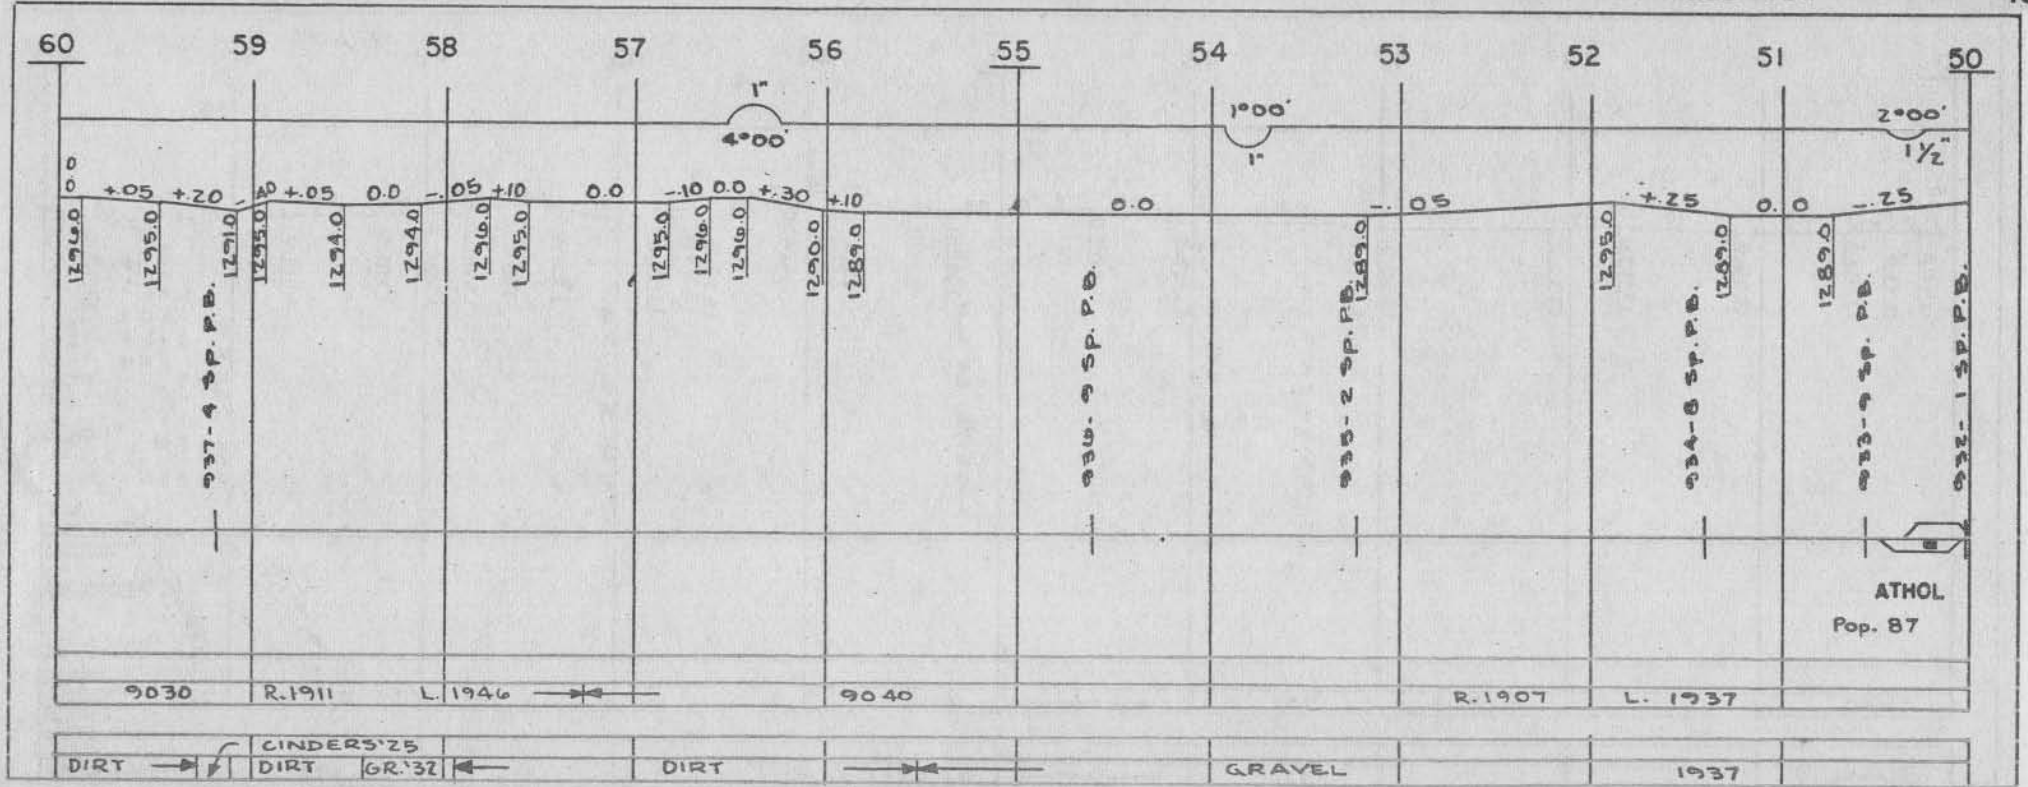 60 59 58 57 56 55 54 53 52 51 50
1" 1°00' 2°00'
4°00' 1" 1½"
0.0 +.05 +.20 +.05 0.0 -.05 +.10 0.0 -.10 0.0 +.30 +.10 0.0 -.05 +.25 0.0 -.25
1296.0 1295.0 1291.0 1295.0 1294.0 1294.0 1296.0 1295.0 1295.0 1296.0 1296.0 1290.0 1289.0 1289.0 1295.0 1289.0 1289.0
937-4 Sp. P.B. 936-9 Sp. P.B. 935-2 Sp. P.B. 934-8 Sp. P.B. 933-9 Sp. P.B. 932-1 Sp. P.B.
ATHOL
Pop. 87
9030 R.1911 L.1946 9040 R.1907 L. 1937
CINDERS '25
DIRT DIRT GR.'32 DIRT GRAVEL 1937